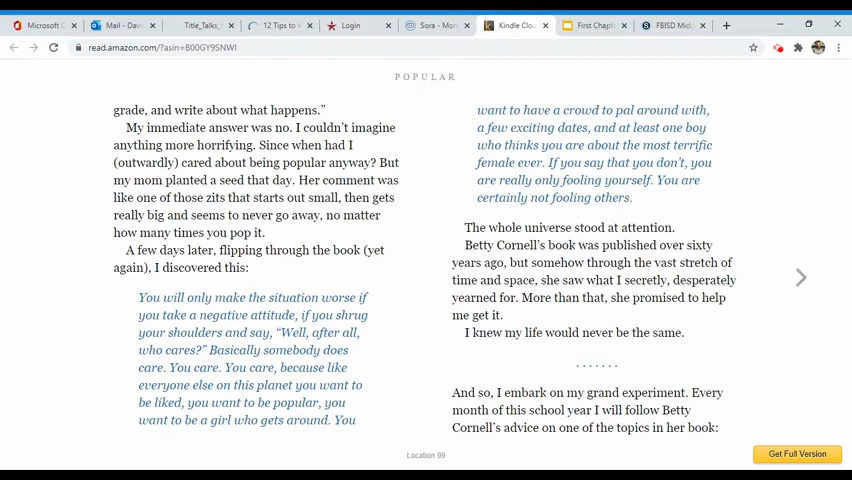 Microsoft O
Mail - Dav
Title_Talks_
12 Tips to
Login
Sora - Mor
Kindle Clou
First Chapt
FBISD Midd
read.amazon.com/?asin=B00GY9SNWI
POPULAR
grade, and write about what happens.”
My immediate answer was no. I couldn’t imagine
anything more horrifying. Since when had I
(outwardly) cared about being popular anyway? But
my mom planted a seed that day. Her comment was
like one of those zits that starts out small, then gets
really big and seems to never go away, no matter
how many times you pop it.
A few days later, flipping through the book (yet
again), I discovered this:
You will only make the situation worse if
you take a negative attitude, if you shrug
your shoulders and say, “Well, after all,
who cares?” Basically somebody does
care. You care. You care, because like
everyone else on this planet you want to
be liked, you want to be popular, you
want to be a girl who gets around. You
want to have a crowd to pal around with,
a few exciting dates, and at least one boy
who thinks you are about the most terrific
female ever. If you say that you don’t, you
are really only fooling yourself. You are
certainly not fooling others.
The whole universe stood at attention.
Betty Cornell’s book was published over sixty
years ago, but somehow through the vast stretch of
time and space, she saw what I secretly, desperately
yearned for. More than that, she promised to help
me get it.
I knew my life would never be the same.
. . . . . . .
And so, I embark on my grand experiment. Every
month of this school year I will follow Betty
Cornell’s advice on one of the topics in her book:
Location 99
Get Full Version